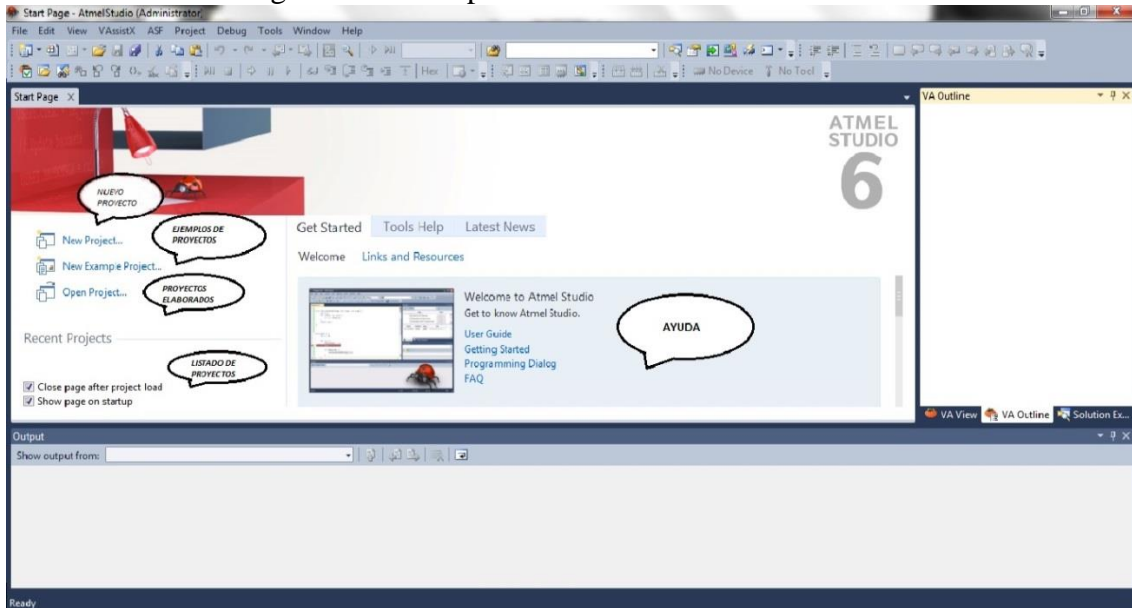 Start Page - AtmelStudio (Administrator)
File Edit View VAssistX ASF Project Debug Tools Window Help
Hex
No Device No Tool
Start Page X
VA Outline
ATMEL
STUDIO
6
NUEVO
PROYECTO
EJEMPLOS DE
PROYECTOS
New Project...
New Example Project...
Open Project...
PROYECTOS
ELABORADOS
Recent Projects
LISTADO DE
PROYECTOS
Close page after project load
Show page on startup
Get Started Tools Help Latest News
Welcome Links and Resources
Welcome to Atmel Studio
Get to know Atmel Studio.
User Guide
Getting Started
Programming Dialog
FAQ
AYUDA
VA View VA Outline Solution Ex...
Output
Show output from:
Ready